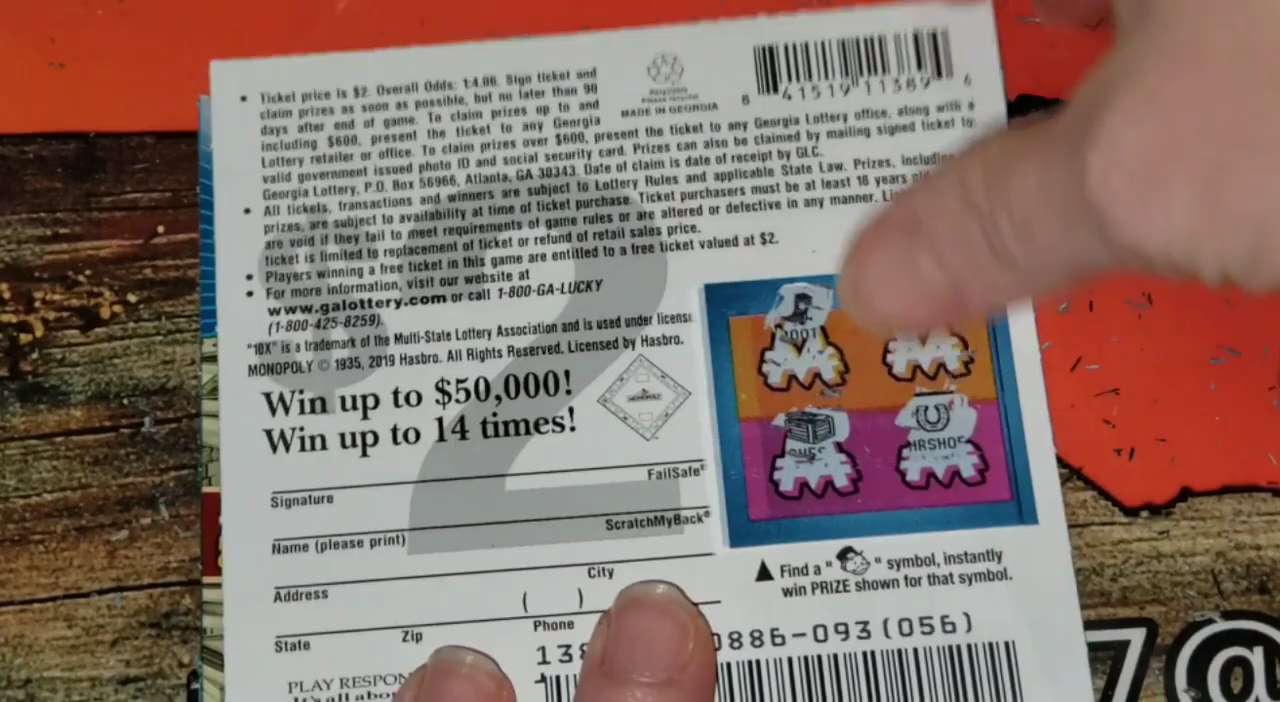 • Ticket price is $2. Overall Odds: 1:4.06. Sign ticket and
claim prizes as soon as possible, but no later than 90
days after end of game. To claim prizes up to and
including $600, present the ticket to any Georgia
Lottery retailer or office. To claim prizes over $600, present the ticket to any Georgia Lottery office, along with a
valid government issued photo ID and social security card. Prizes can also be claimed by mailing signed ticket to:
Georgia Lottery, P.O. Box 56966, Atlanta, GA 30343. Date of claim is date of receipt by GLC.
• All tickets, transactions and winners are subject to Lottery Rules and applicable State Law. Prizes, including
prizes, are subject to availability at time of ticket purchase. Ticket purchasers must be at least 18 years
are void if they fail to meet requirements of game rules or are altered or defective in any manner.
ticket is limited to replacement of ticket or refund of retail sales price.
• Players winning a free ticket in this game are entitled to a free ticket valued at $2.
• For more information, visit our website at
www.galottery.com or call 1-800-GA-LUCKY
(1-800-425-8259).
"10X" is a trademark of the Multi-State Lottery Association and is used under license.
MONOPOLY © 1935, 2019 Hasbro. All Rights Reserved. Licensed by Hasbro.
MADE IN GEORGIA
8 41519 11389 4
2
Win up to $50,000!
Win up to 14 times!
MONOPOLY
BOOT
HRSHOE
FailSafe®
Signature
ScratchMyBack®
Name (please print)
City
Address
( )
State Zip Phone
▲ Find a " " symbol, instantly
win PRIZE shown for that symbol.
0886-093(056)
PLAY RESPON
It's all abo
7@